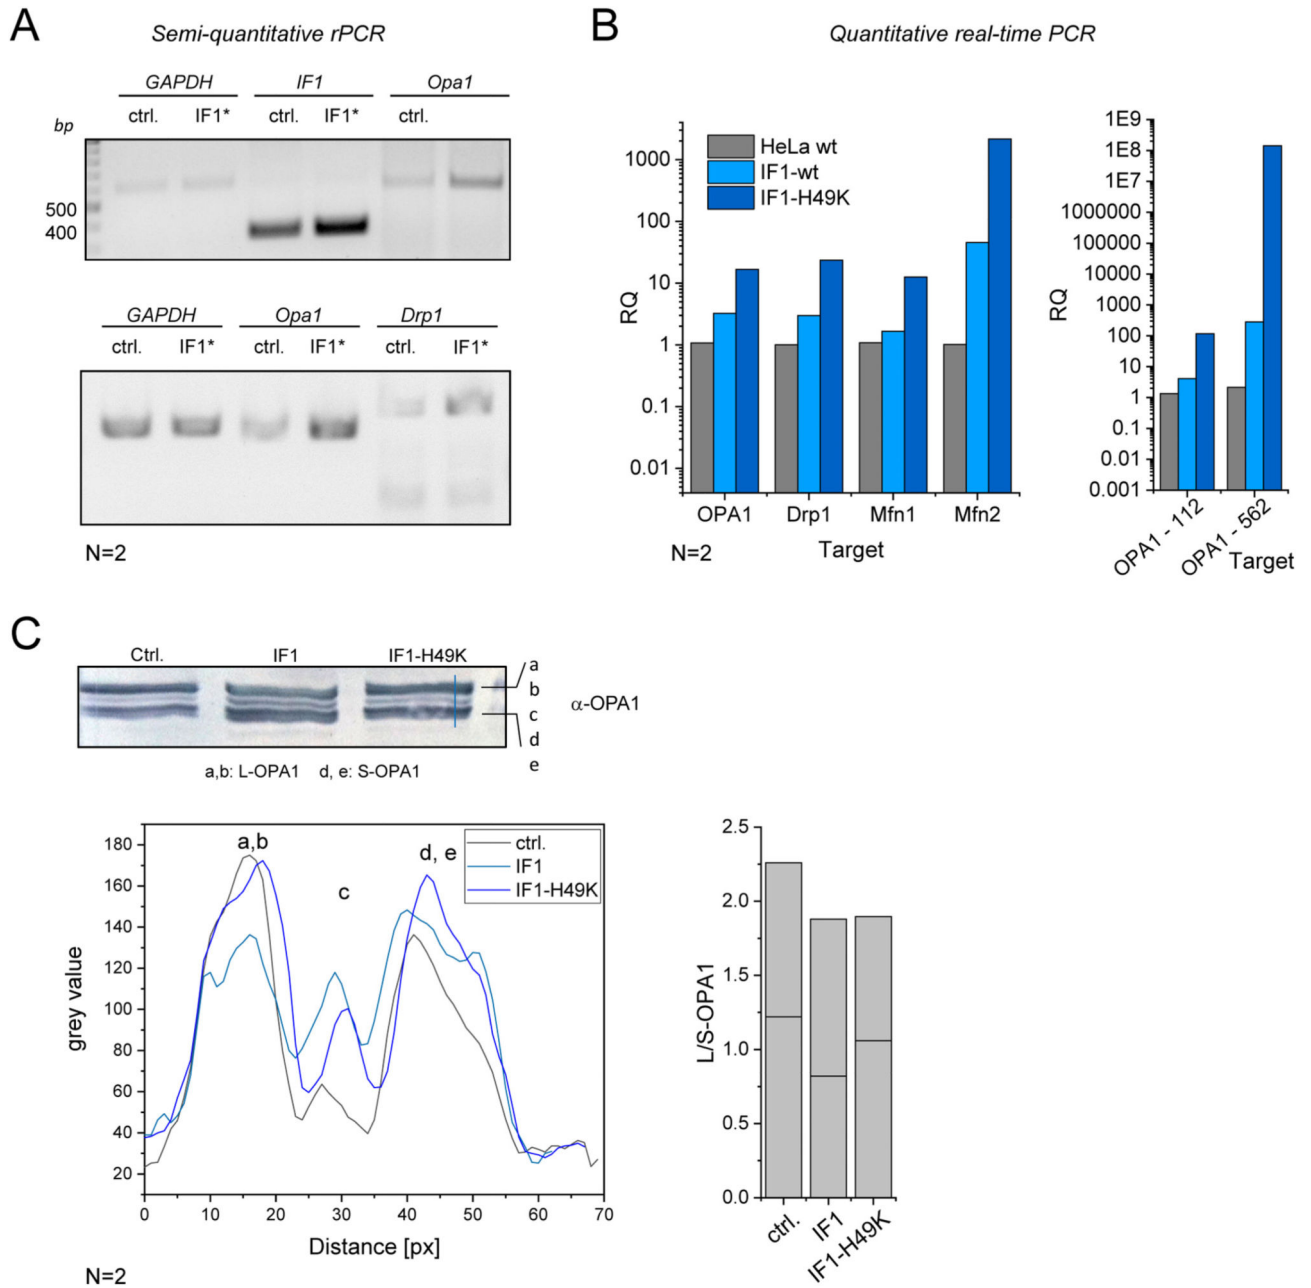 A
Semi-quantitative rPCR
GAPDH IF1 Opa1
ctrl. IF1* ctrl. IF1* ctrl.
bp
500
400
GAPDH Opa1 Drp1
ctrl. IF1* ctrl. IF1* ctrl. IF1*
N=2
B
Quantitative real-time PCR
HeLa wt
IF1-wt
IF1-H49K
1000
100
10
1
0.1
0.01
RQ
OPA1 Drp1 Mfn1 Mfn2
Target
N=2
1E9
1E8
1E7
1000000
100000
10000
1000
100
10
1
0.1
0.01
0.001
RQ
OPA1 - 112
OPA1 - 562
Target
C
Ctrl. IF1 IF1-H49K
a
b
c
d
e
α-OPA1
a,b: L-OPA1 d, e: S-OPA1
180
160
140
120
100
80
60
40
20
grey value
a,b
c
d, e
ctrl.
IF1
IF1-H49K
0 10 20 30 40 50 60 70
Distance [px]
N=2
2.5
2.0
1.5
1.0
0.5
0.0
L/S-OPA1
ctrl.
IF1
IF1-H49K